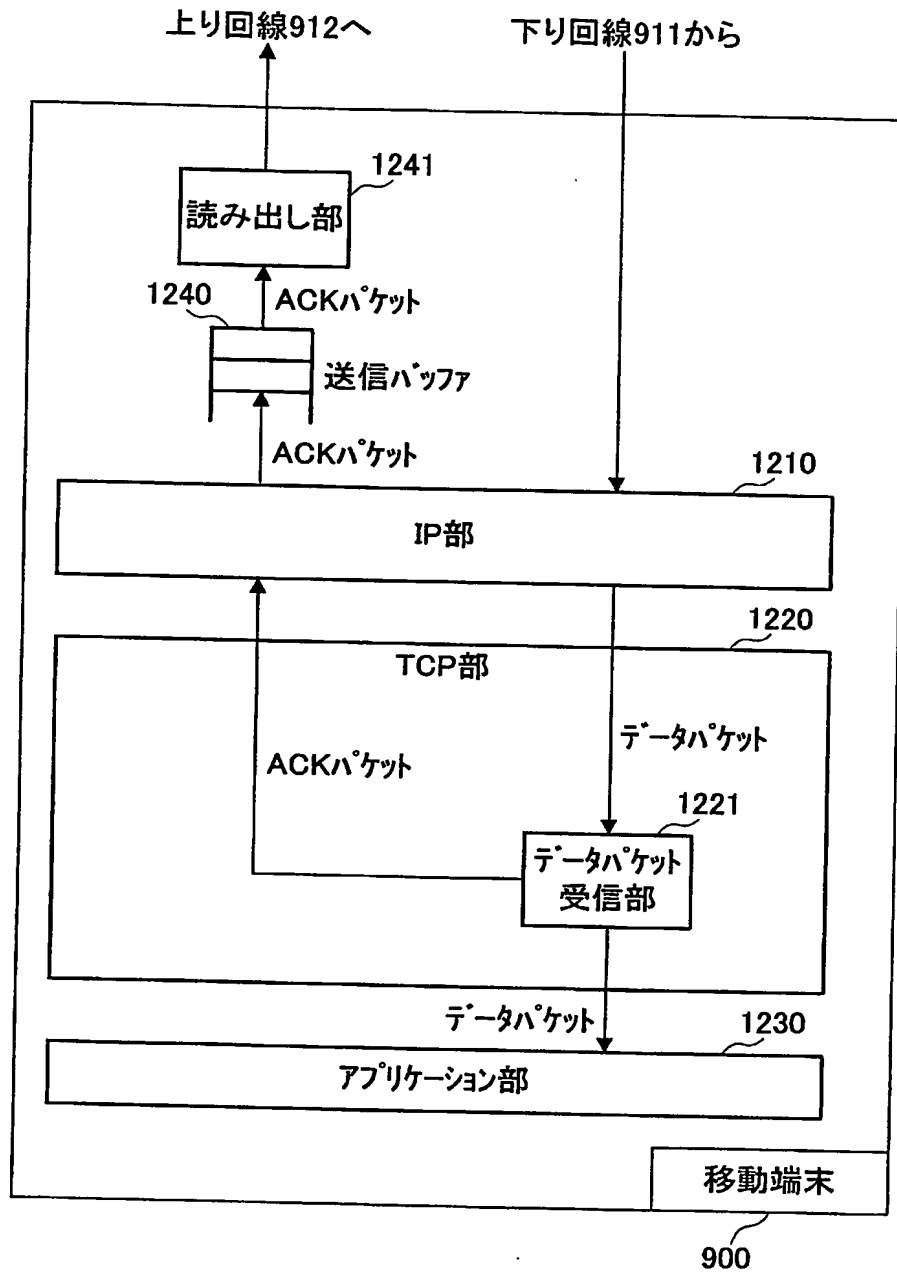 上り回線912へ
下り回線911から
1241
読み出し部
1240
ACKパケット
送信バッファ
ACKパケット
1210
IP部
1220
TCP部
データパケット
ACKパケット
1221
データパケット
受信部
データパケット
1230
アプリケーション部
移動端末
900